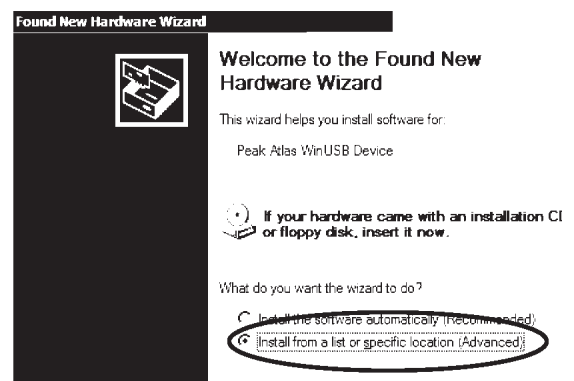 Found New Hardware Wizard
Welcome to the Found New
Hardware Wizard
This wizard helps you install software for:
Peak Atlas WinUSB Device
If your hardware came with an installation CD
or floppy disk, insert it now.
What do you want the wizard to do?
Install the software automatically (Recommended)
Install from a list or specific location (Advanced)